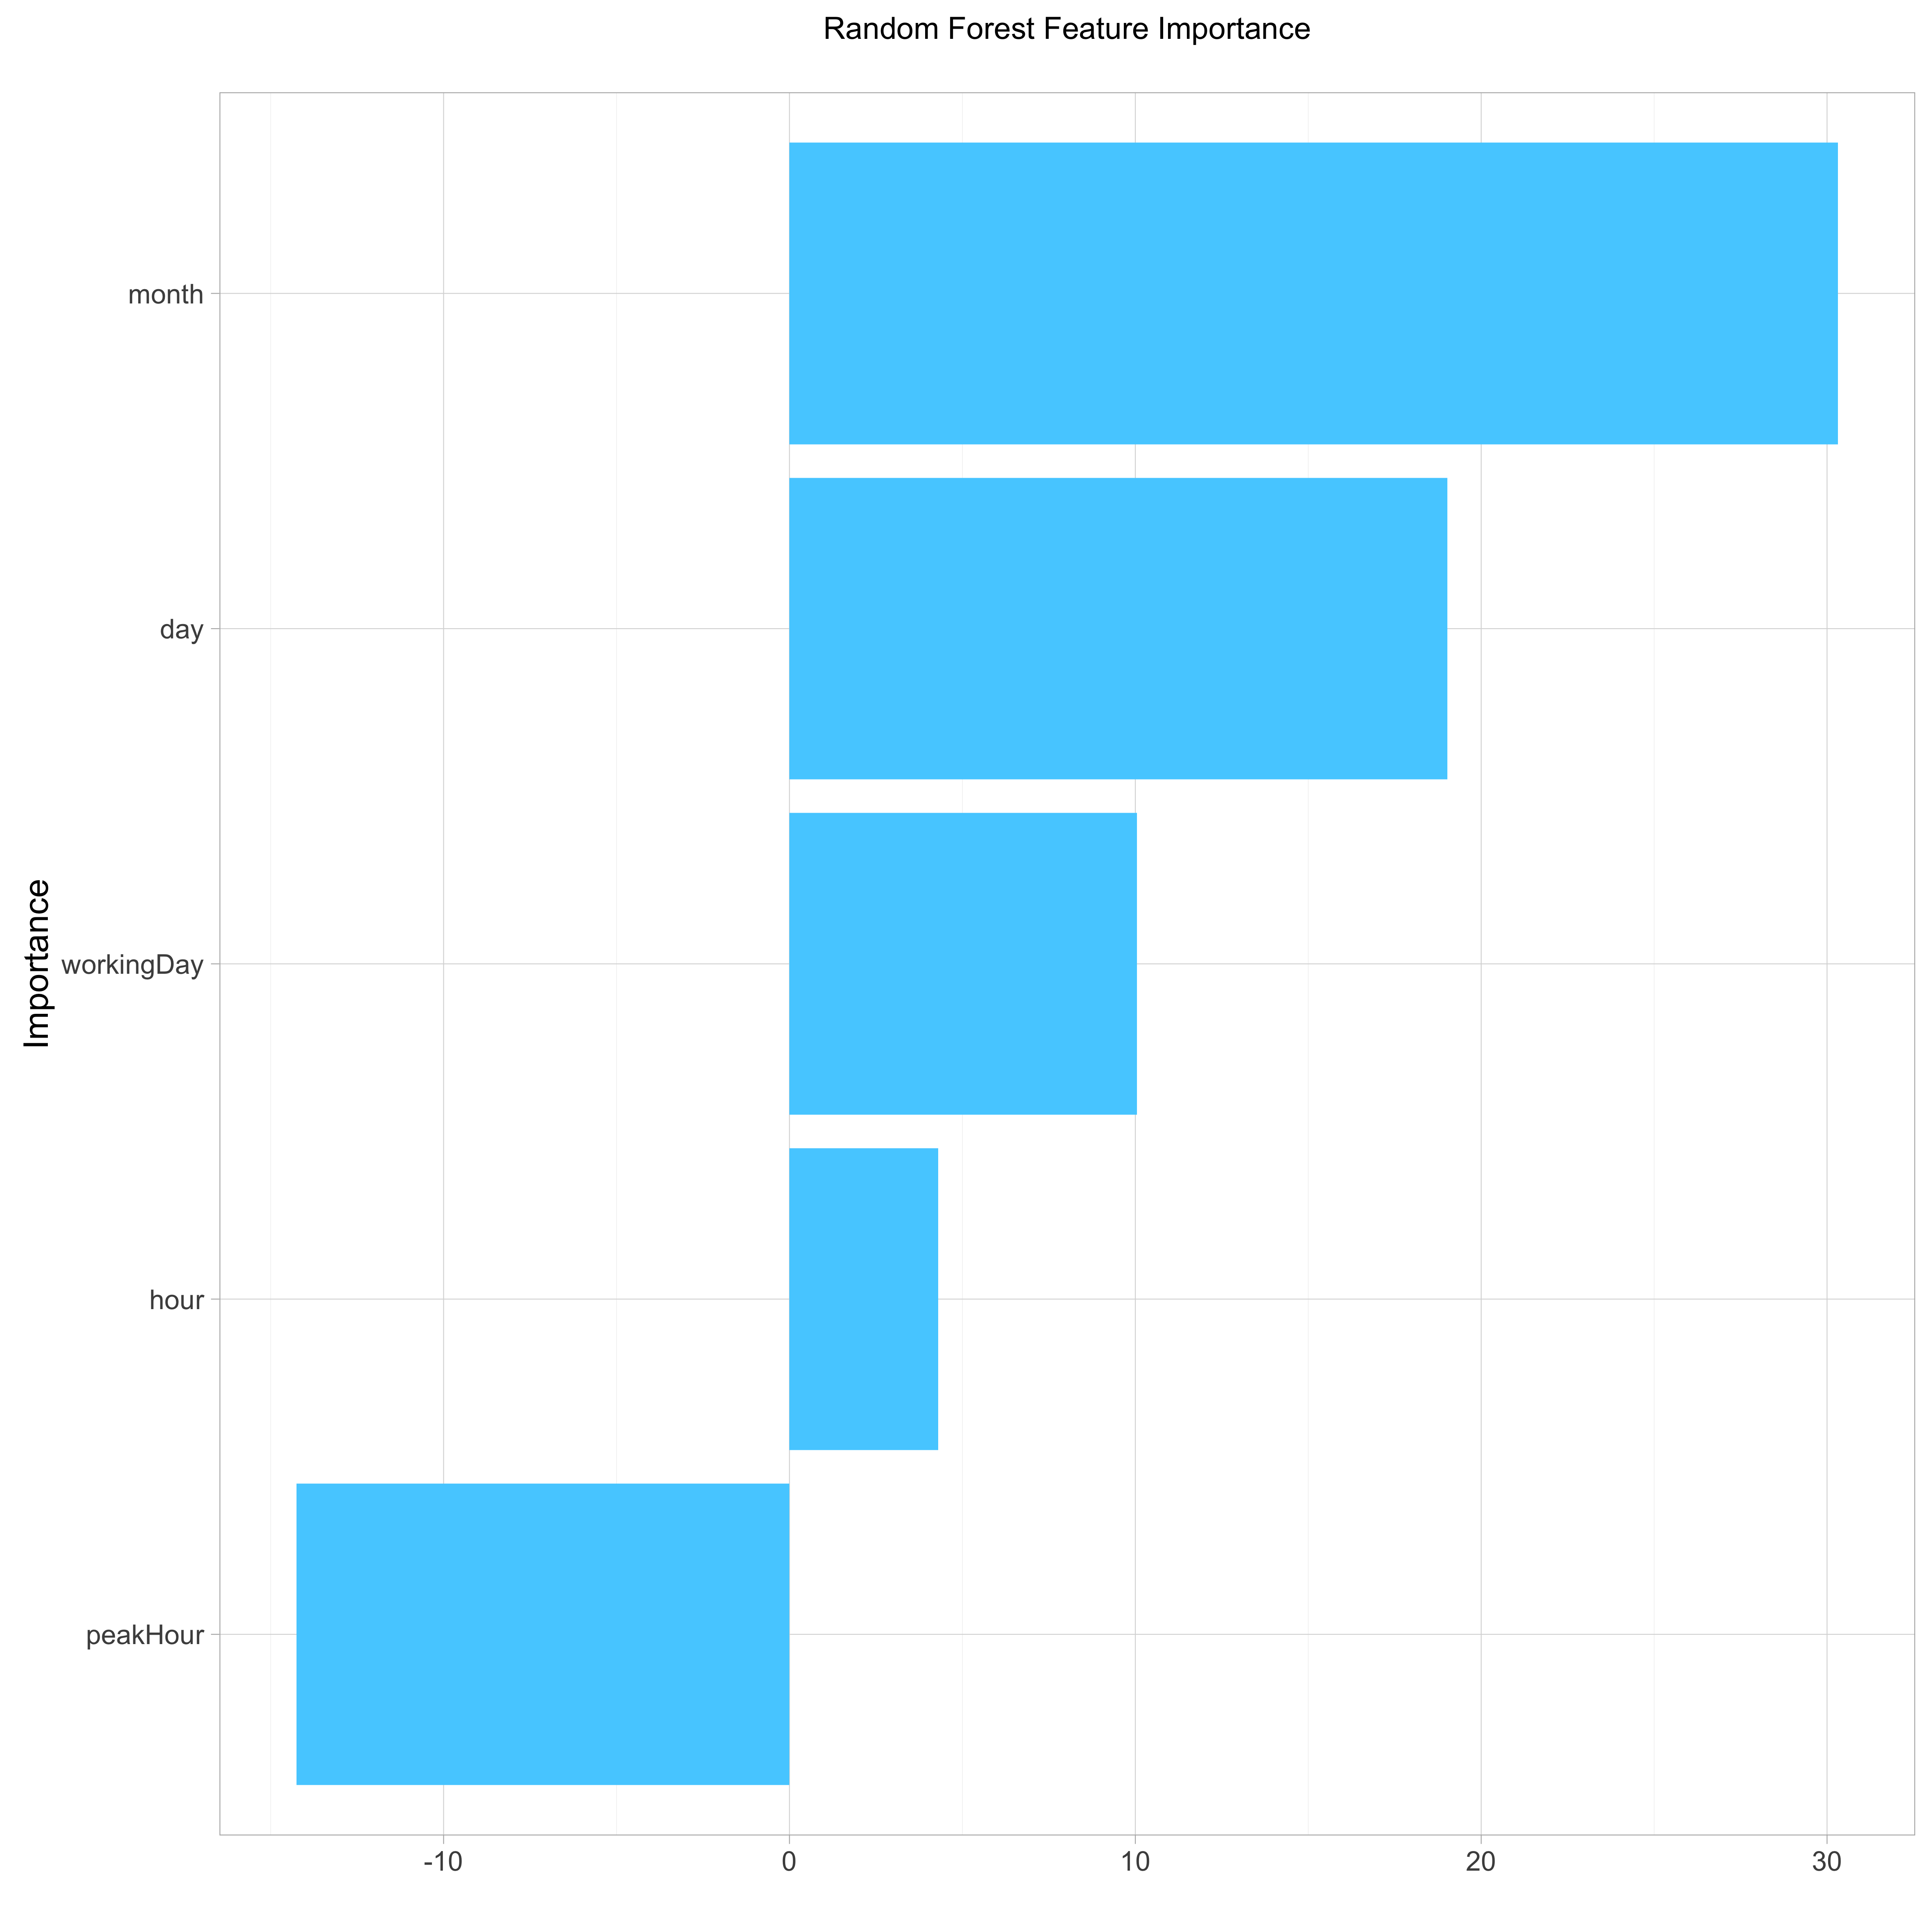 Random Forest Feature Importance
month
day
workingDay
hour
peakHour
Importance
-10 0 10 20 30